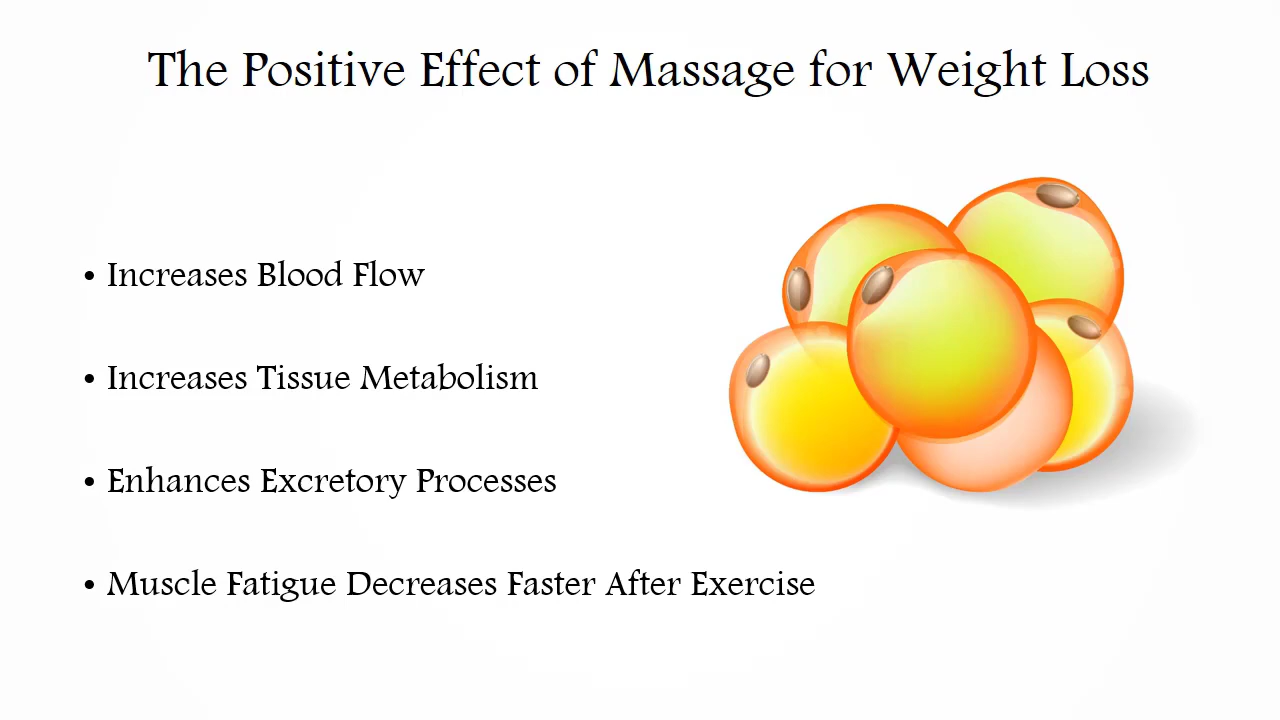 The Positive Effect of Massage for Weight Loss
• Increases Blood Flow
• Increases Tissue Metabolism
• Enhances Excretory Processes
• Muscle Fatigue Decreases Faster After Exercise